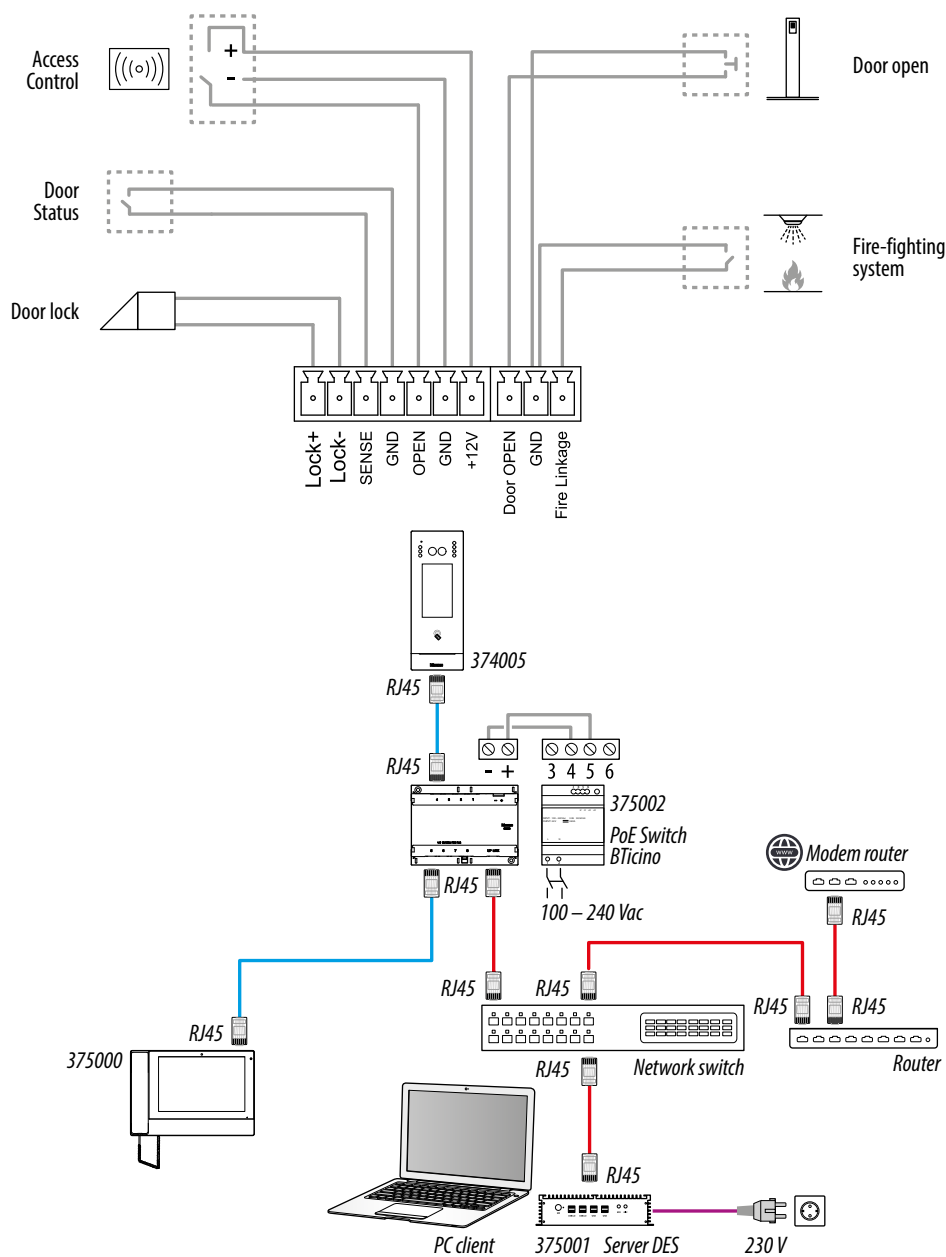 Access
Control
+
-
Door open
Door
Status
Fire-fighting
system
Door lock
Lock+
Lock-
SENSE
GND
OPEN
GND
+12V
Door OPEN
GND
Fire Linkage
374005
RJ45
RJ45
- +
3 4 5 6
375002
PoE Switch
BTicino
100 – 240 Vac
RJ45
www
Modem router
RJ45
RJ45
RJ45
RJ45
RJ45
RJ45
375000
Network switch
Router
RJ45
RJ45
PC client
375001 Server DES
230 V